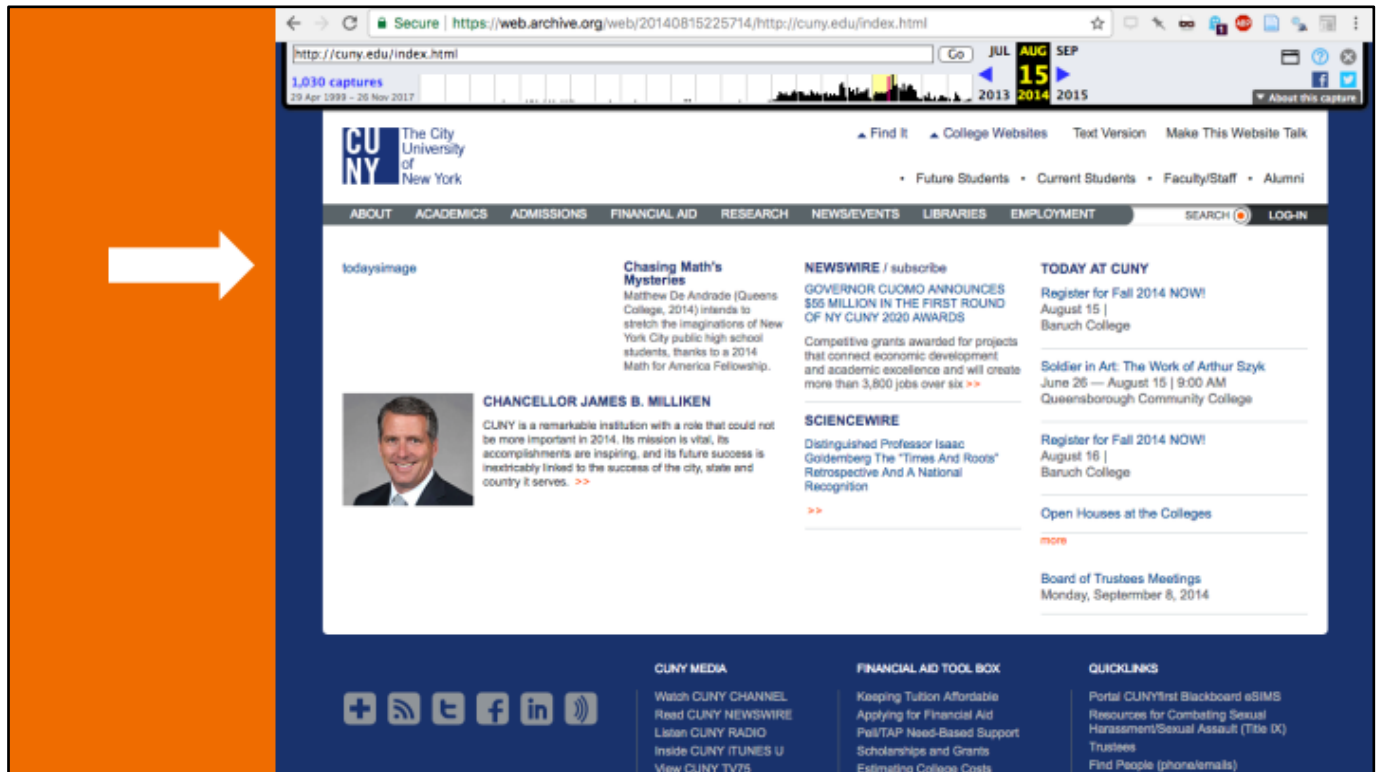 Secure | https://web.archive.org/web/20140815225714/http://cuny.edu/index.html
http://cuny.edu/index.html
Go
JUL AUG SEP
1,030 captures
29 Apr 1999 – 26 Nov 2017
15
2013 2014 2015
About this capture
CU
NY
The City
University
of
New York
Find It College Websites Text Version Make This Website Talk
• Future Students • Current Students • Faculty/Staff • Alumni
ABOUT ACADEMICS ADMISSIONS FINANCIAL AID RESEARCH NEWS/EVENTS LIBRARIES EMPLOYMENT SEARCH LOG-IN
todaysimage
Chasing Math's
Mysteries
Matthew De Andrade (Queens
College, 2014) intends to
stretch the imaginations of New
York City public high school
students, thanks to a 2014
Math for America Fellowship.
CHANCELLOR JAMES B. MILLIKEN
CUNY is a remarkable institution with a role that could not
be more important in 2014. Its mission is vital, its
accomplishments are inspiring, and its future success is
inextricably linked to the success of the city, state and
country it serves. >>
NEWSWIRE / subscribe
GOVERNOR CUOMO ANNOUNCES
$55 MILLION IN THE FIRST ROUND
OF NY CUNY 2020 AWARDS
Competitive grants awarded for projects
that connect economic development
and academic excellence and will create
more than 3,800 jobs over six >>
SCIENCEWIRE
Distinguished Professor Isaac
Goldemberg The "Times And Roots"
Retrospective And A National
Recognition
>>
TODAY AT CUNY
Register for Fall 2014 NOW!
August 15 |
Baruch College
Soldier in Art: The Work of Arthur Szyk
June 26 — August 15 | 9:00 AM
Queensborough Community College
Register for Fall 2014 NOW!
August 16 |
Baruch College
Open Houses at the Colleges
more
Board of Trustees Meetings
Monday, Septermber 8, 2014
CUNY MEDIA
Watch CUNY CHANNEL
Read CUNY NEWSWIRE
Listen CUNY RADIO
Inside CUNY ITUNES U
View CUNY TV75
FINANCIAL AID TOOL BOX
Keeping Tuition Affordable
Applying for Financial Aid
Pell/TAP Need-Based Support
Scholarships and Grants
Estimating College Costs
QUICKLINKS
Portal CUNYfirst Blackboard eSIMS
Resources for Combating Sexual
Harassment/Sexual Assault (Title IX)
Trustees
Find People (phone/emails)